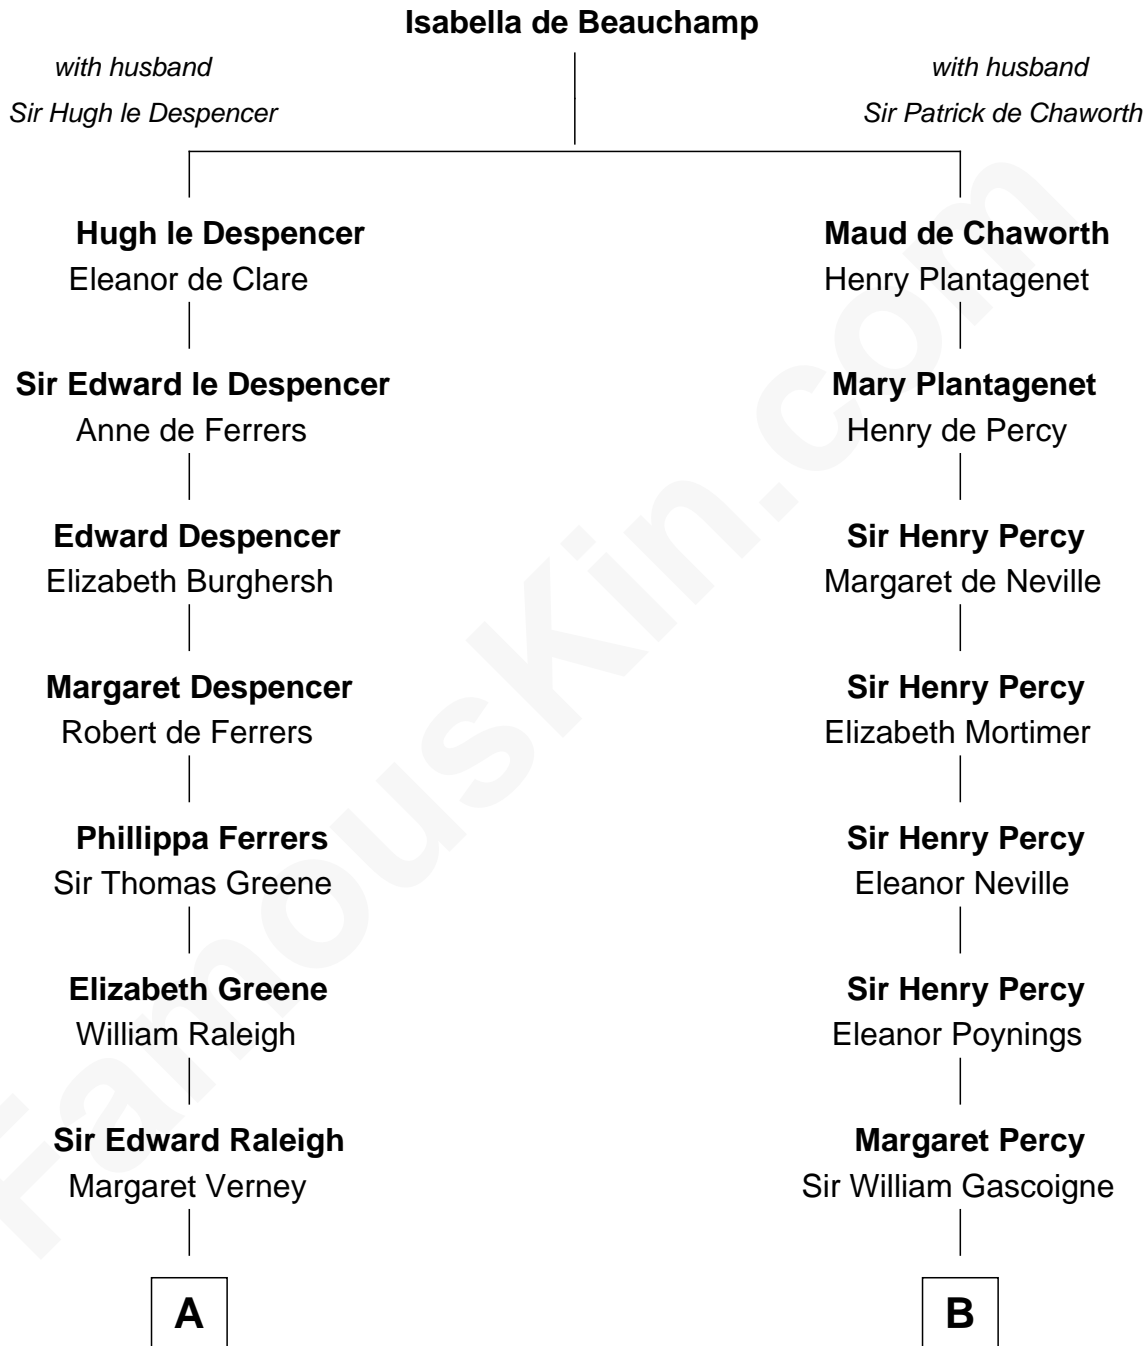 Isabella de Beauchamp
with husband
Sir Hugh le Despencer
with husband
Sir Patrick de Chaworth
Hugh le Despencer
Eleanor de Clare
Maud de Chaworth
Henry Plantagenet
Sir Edward le Despencer
Anne de Ferrers
Mary Plantagenet
Henry de Percy
Edward Despencer
Elizabeth Burghersh
Sir Henry Percy
Margaret de Neville
Margaret Despencer
Robert de Ferrers
Sir Henry Percy
Elizabeth Mortimer
Phillippa Ferrers
Sir Thomas Greene
Sir Henry Percy
Eleanor Neville
Elizabeth Greene
William Raleigh
Sir Henry Percy
Eleanor Poynings
Sir Edward Raleigh
Margaret Verney
Margaret Percy
Sir William Gascoigne
A
B
FamousKin.com